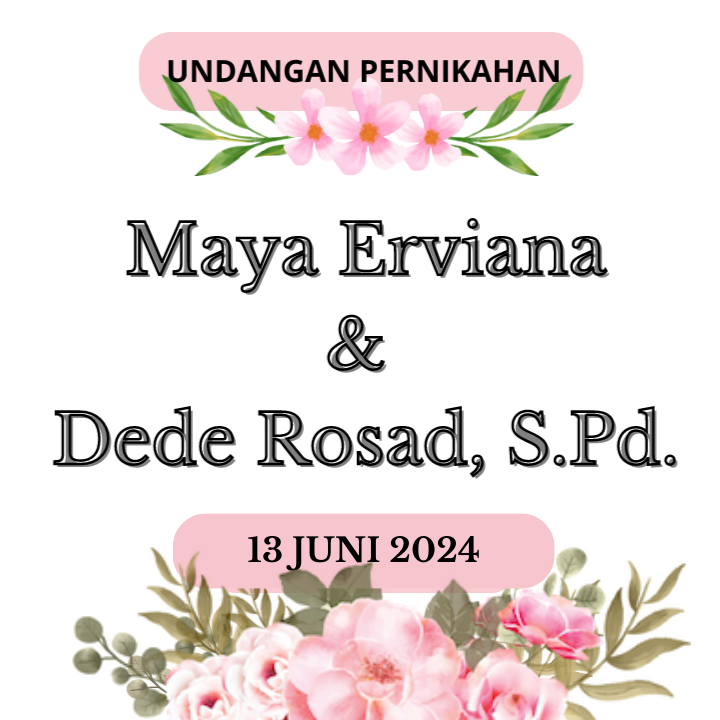 UNDANGAN PERNIKAHAN
Maya Erviana
&
Dede Rosad, S.Pd.
13 JUNI 2024